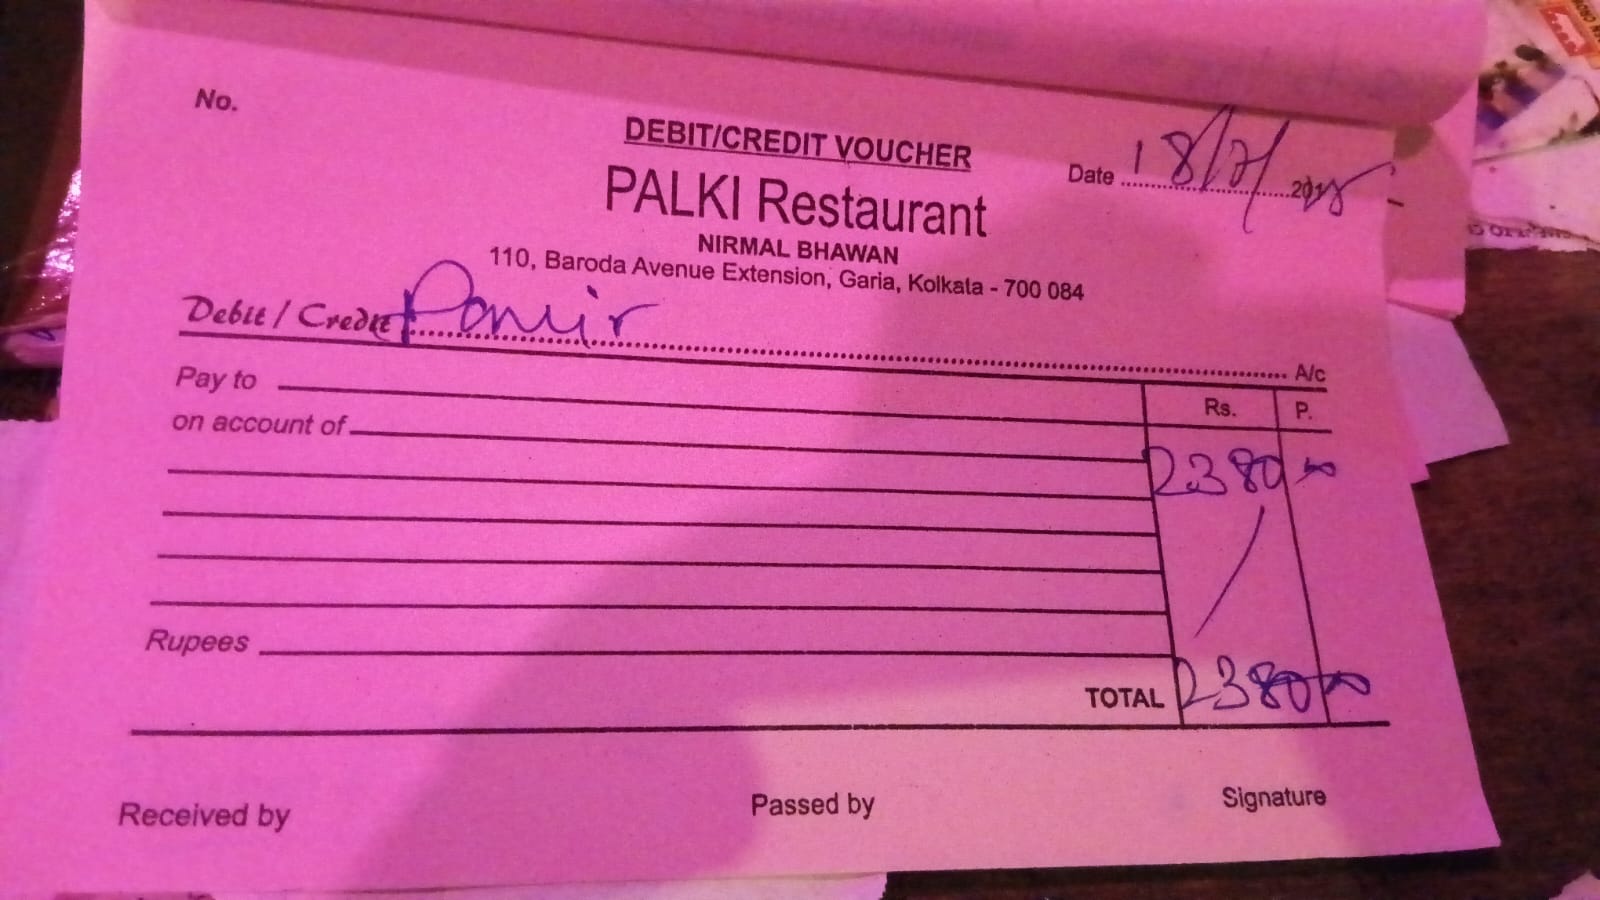 No.
DEBIT/CREDIT VOUCHER
Date 18/7/
PALKI Restaurant
NIRMAL BHAWAN
110, Baroda Avenue Extension, Garia, Kolkata - 700 084
Debit / Credit Panir A/c
Pay to
Rs. P.
on account of
2380 00
Rupees
TOTAL 2380 00
Received by Passed by Signature